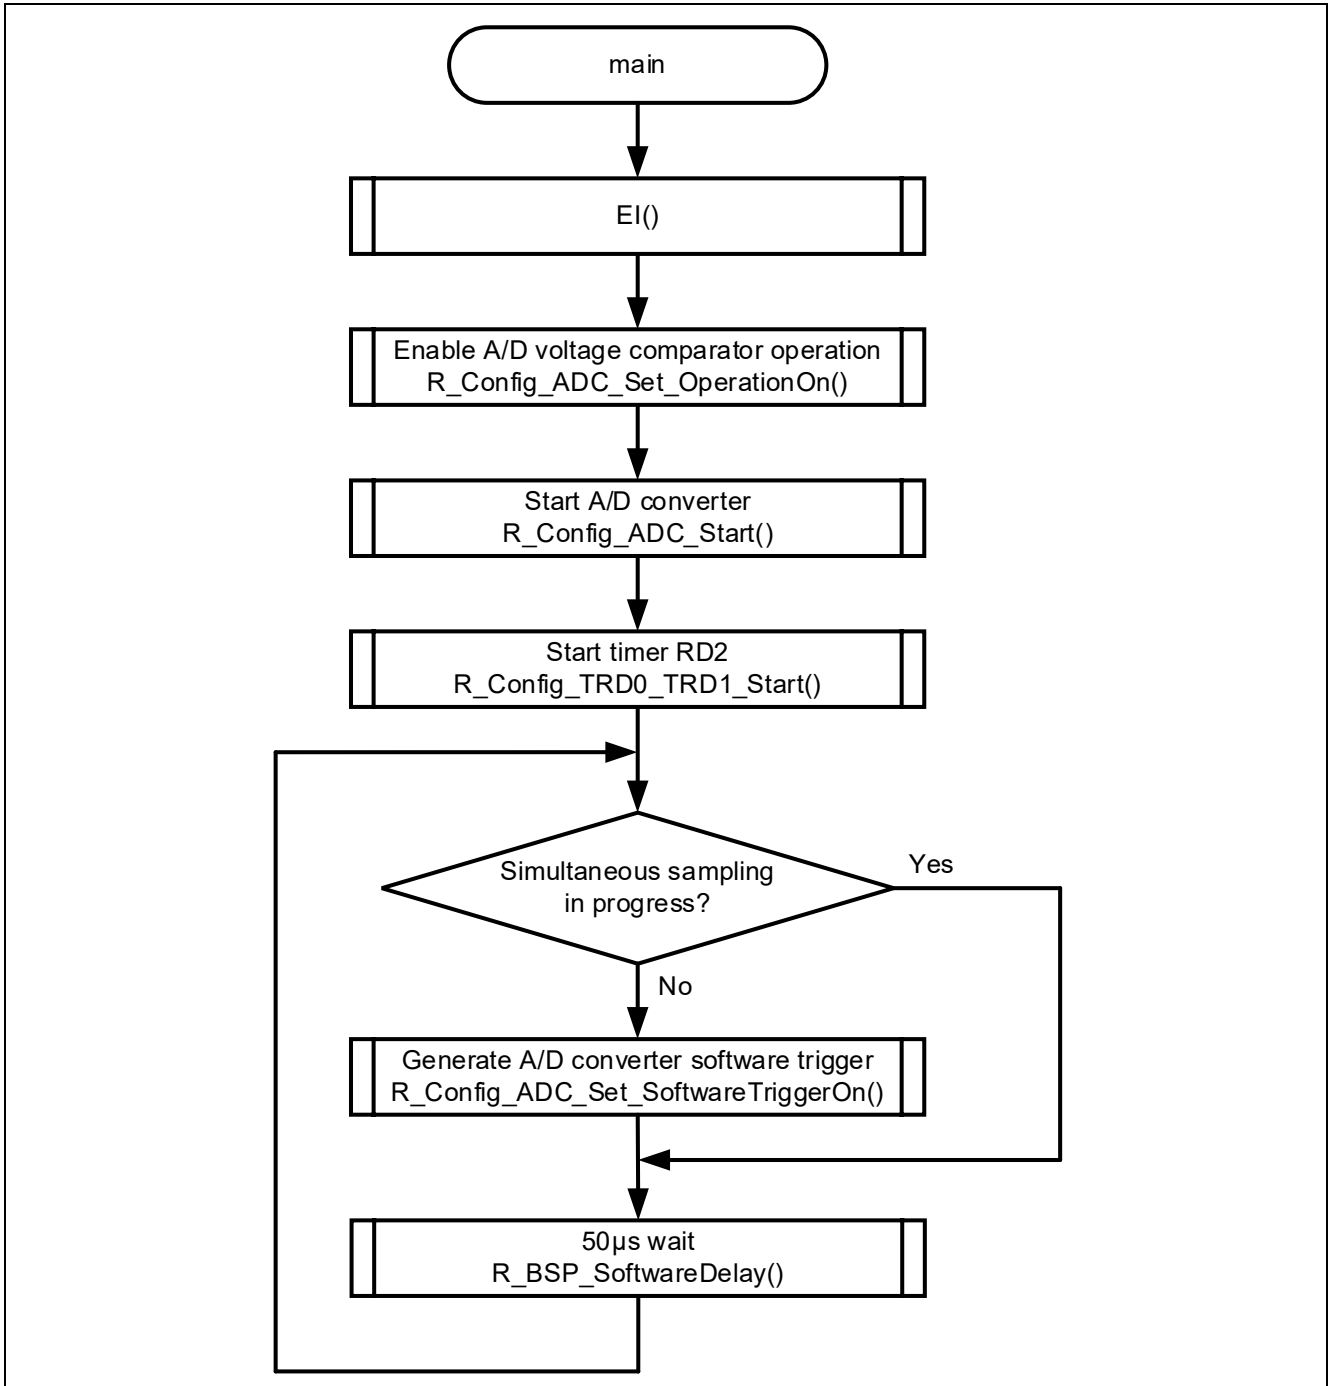 main
EI()
Enable A/D voltage comparator operation
R_Config_ADC_Set_OperationOn()
Start A/D converter
R_Config_ADC_Start()
Start timer RD2
R_Config_TRD0_TRD1_Start()
Simultaneous sampling
in progress?
Yes
No
Generate A/D converter software trigger
R_Config_ADC_Set_SoftwareTriggerOn()
50µs wait
R_BSP_SoftwareDelay()